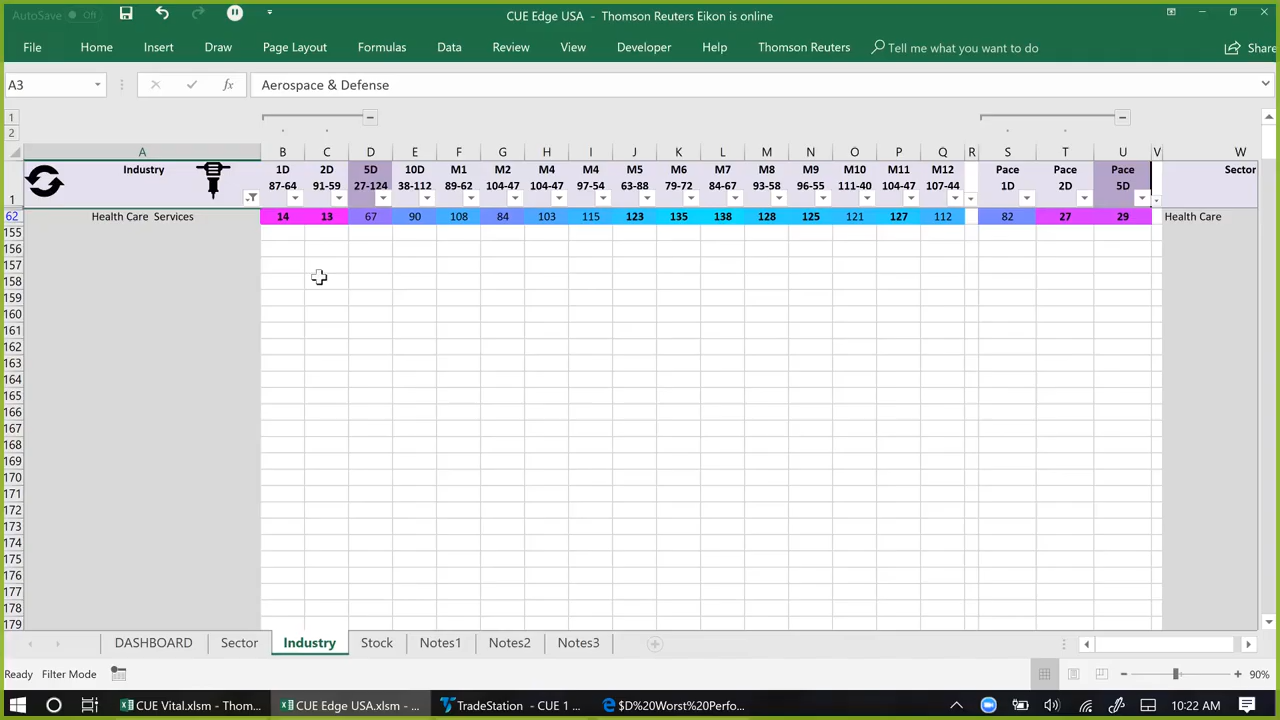 AutoSave Off CUE Edge USA – Thomson Reuters Eikon is online
File Home Insert Draw Page Layout Formulas Data Review View Developer Help Thomson Reuters Tell me what you want to do Share
A3 fx Aerospace & Defense
1
2
A B C D E F G H I J K L M N O P Q R S T U V W
1 Industry 1D 2D 5D 10D M1 M2 M4 M4 M5 M6 M7 M8 M9 M10 M11 M12 Pace Pace Pace Sector
87-64 91-59 27-124 38-112 89-62 104-47 104-47 97-54 63-88 79-72 84-67 93-58 96-55 111-40 104-47 107-44 1D 2D 5D
62 Health Care Services 14 13 67 90 108 84 103 115 123 135 138 128 125 121 127 112 82 27 29 Health Care
155
156
157
158
159
160
161
162
163
164
165
166
167
168
169
170
171
172
173
174
175
176
177
178
179
DASHBOARD Sector Industry Stock Notes1 Notes2 Notes3
Ready Filter Mode 90%
CUE Vital.xlsm - Thom... CUE Edge USA.xlsm - ... TradeStation - CUE 1 ... $D%20Worst%20Perfo... 10:22 AM